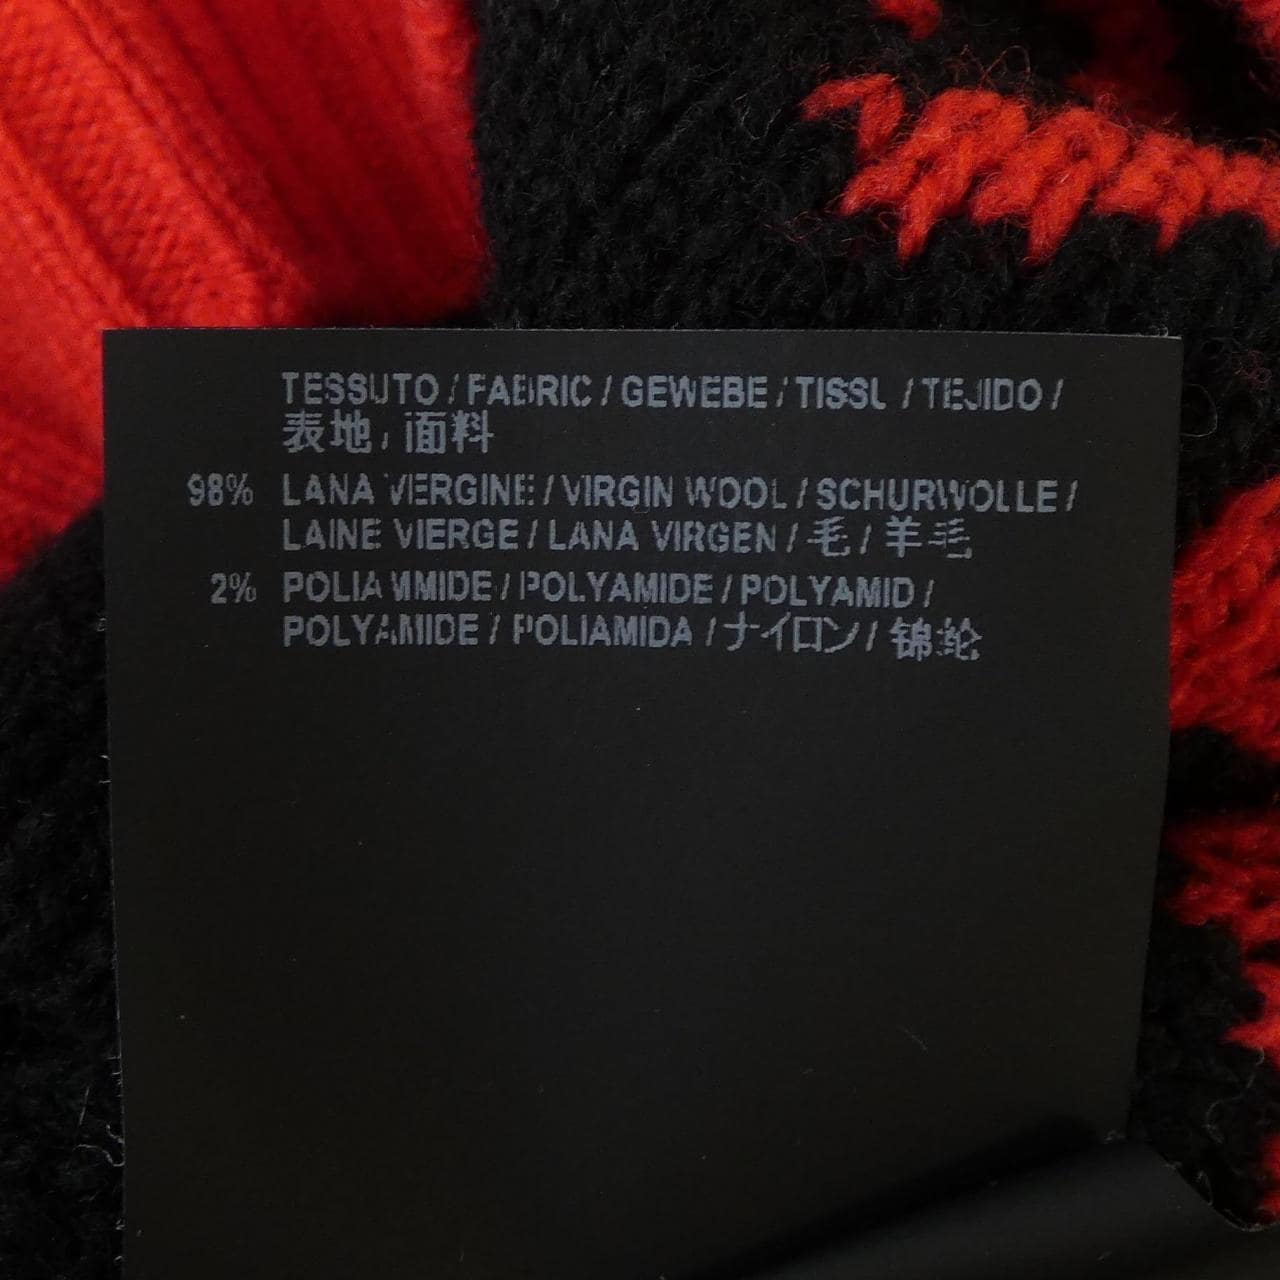 TESSUTO / FABRIC / GEWEBE / TISSU / TEJIDO /
表地, 面料
98% LANA VERGINE / VIRGIN WOOL / SCHURWOLLE /
LAINE VIERGE / LANA VIRGEN / 毛 / 羊毛
2% POLIAMMIDE / POLYAMIDE / POLYAMID /
POLYAMIDE / POLIAMIDA / ナイロン / 锦纶